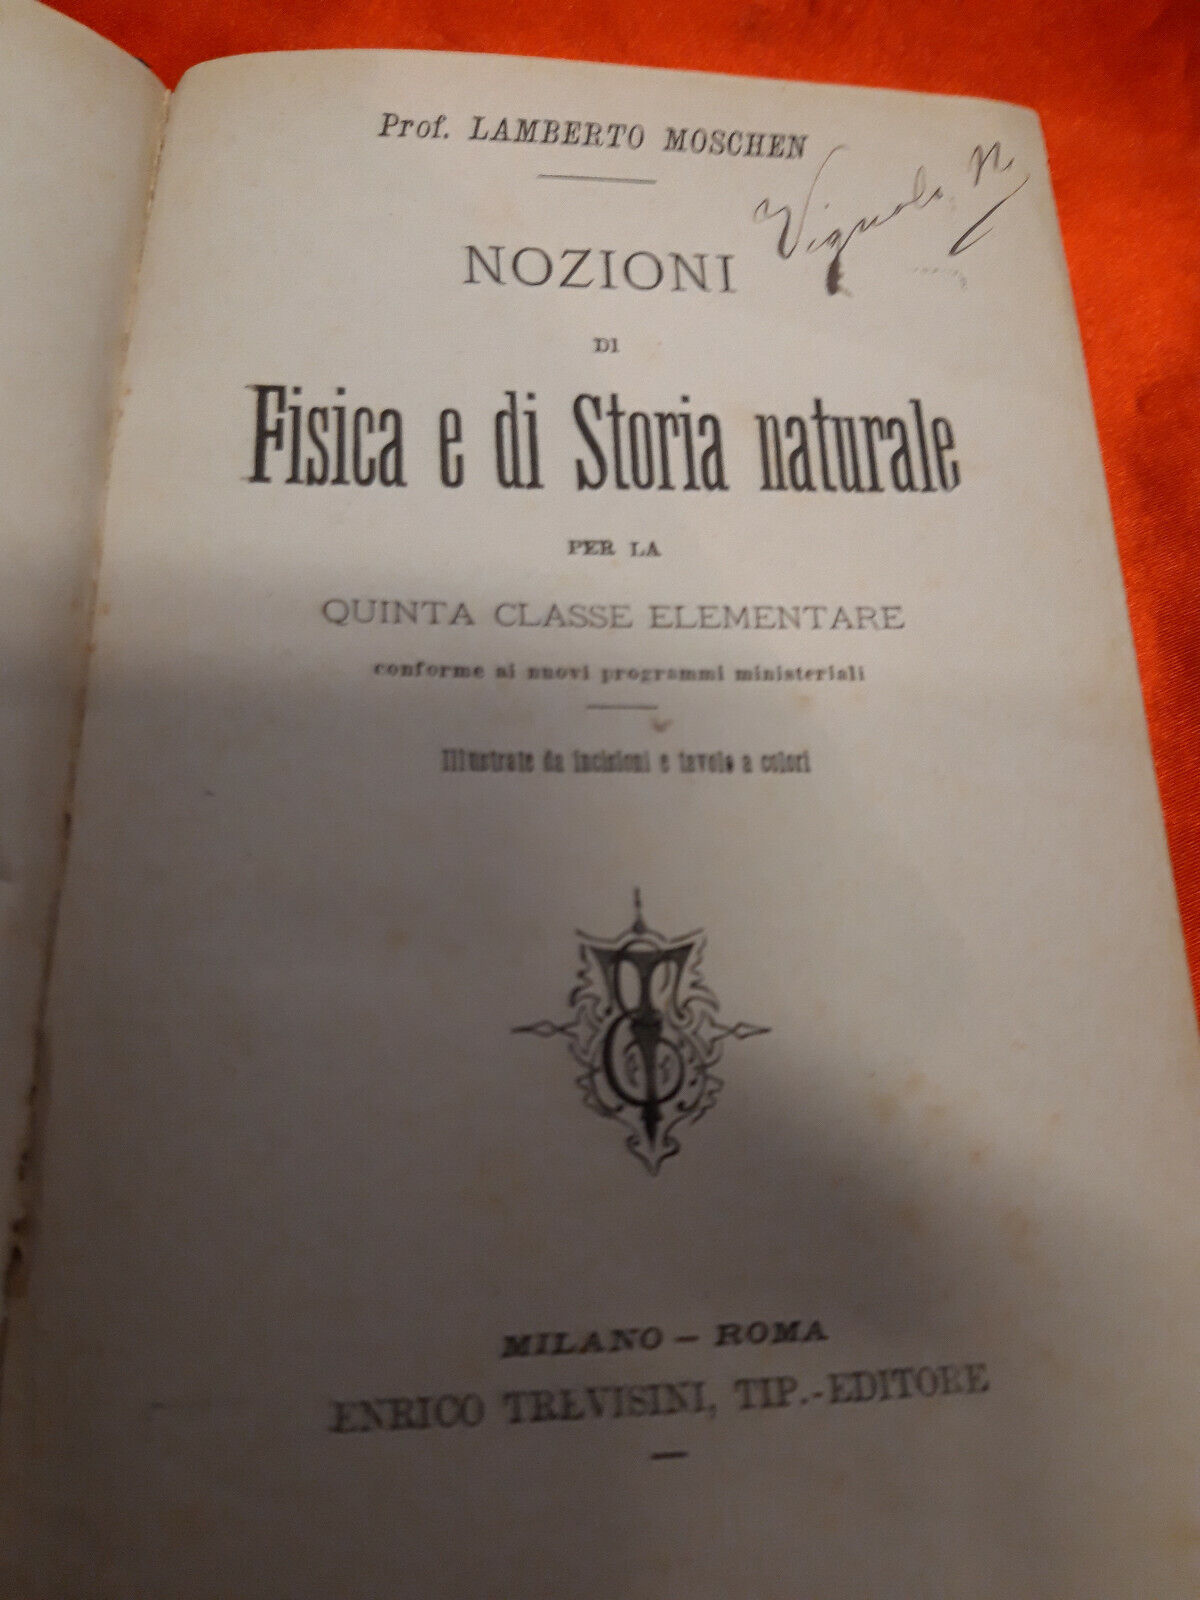 Prof. LAMBERTO MOSCHEN
Vignolo N.
NOZIONI
DI
Fisica e di Storia naturale
PER LA
QUINTA CLASSE ELEMENTARE
conforme ai nuovi programmi ministeriali
Illustrate da incisioni e tavole a colori
MILANO – ROMA
ENRICO TREVISINI, TIP.-EDITORE